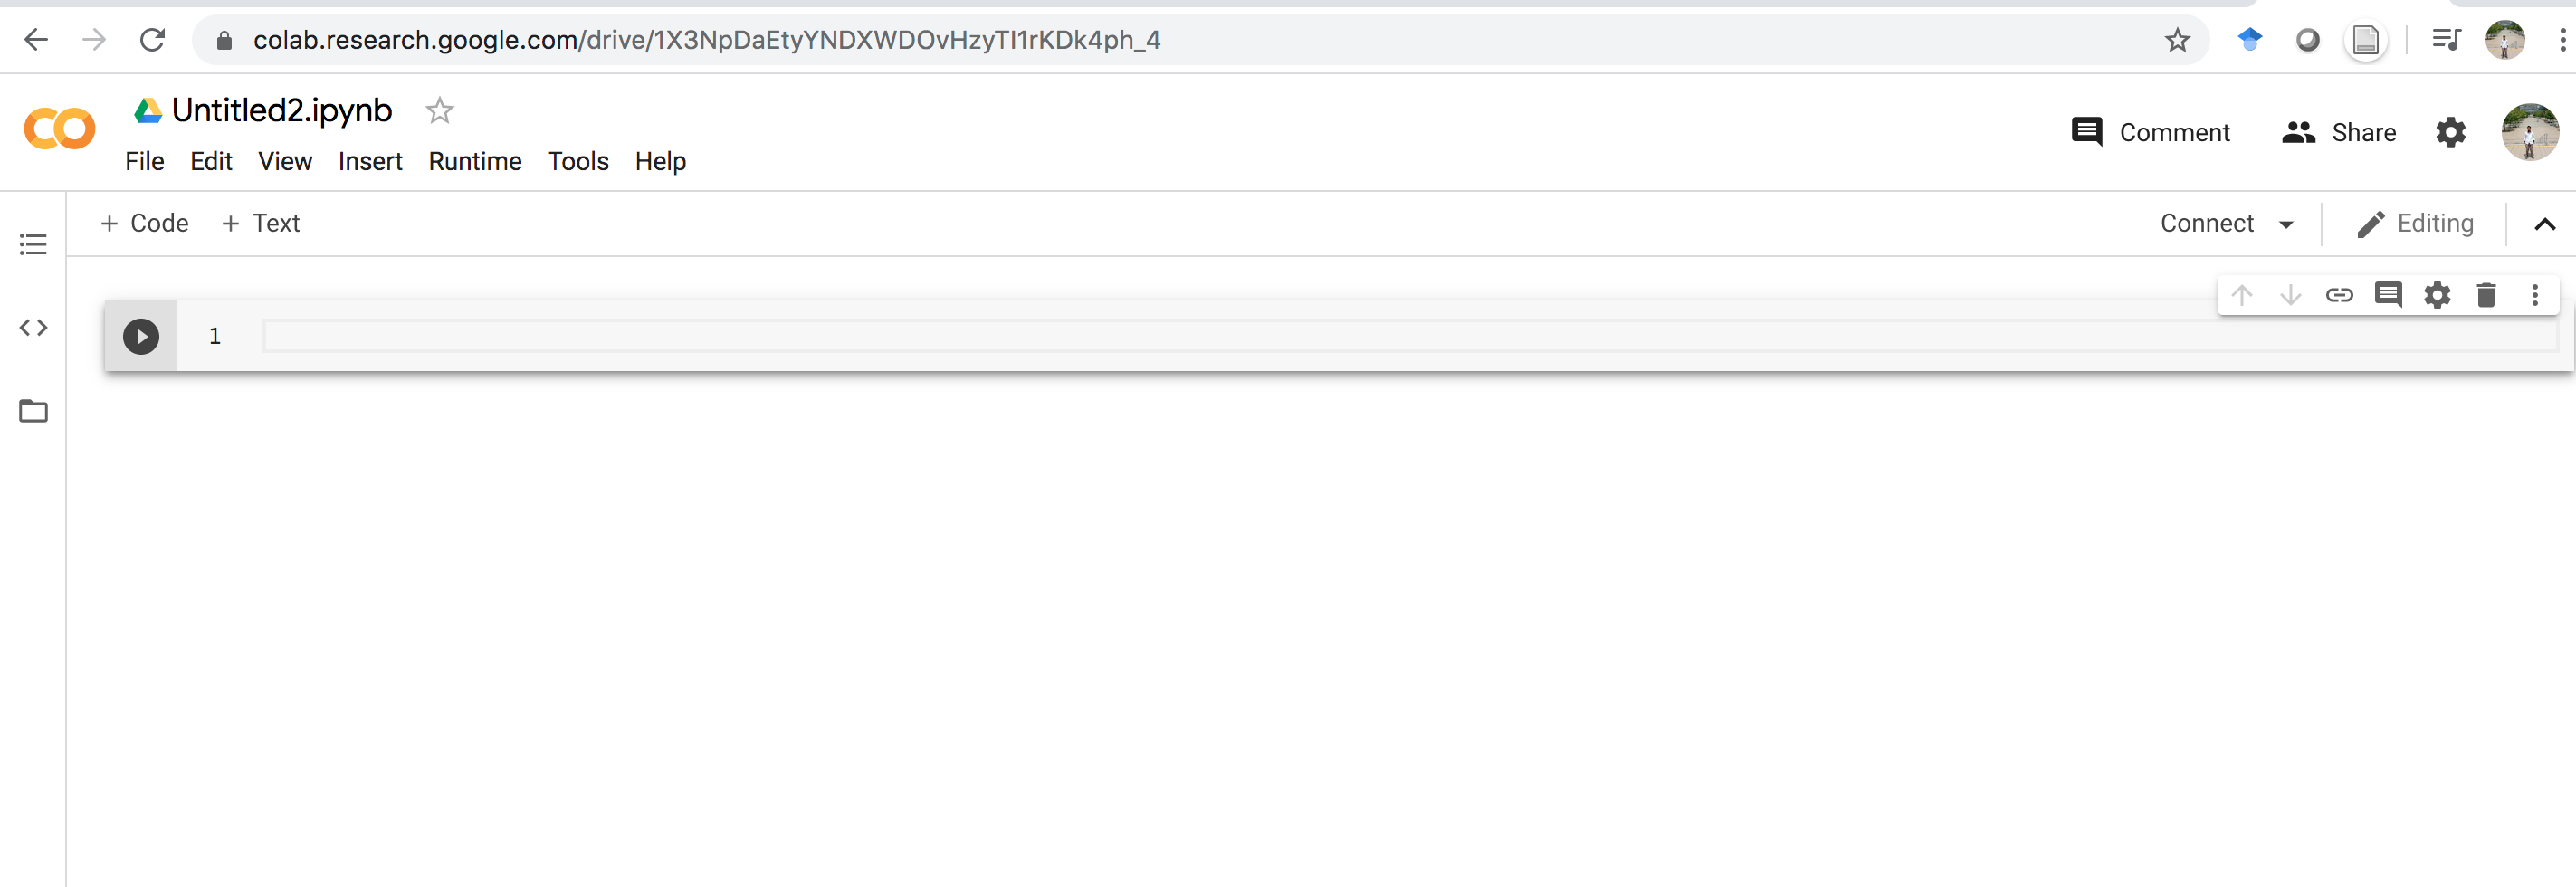 colab.research.google.com/drive/1X3NpDaEtyYNDXWDOvHzyTI1rKDk4ph_4
Untitled2.ipynb
File Edit View Insert Runtime Tools Help
Comment Share
+ Code + Text
Connect Editing
1